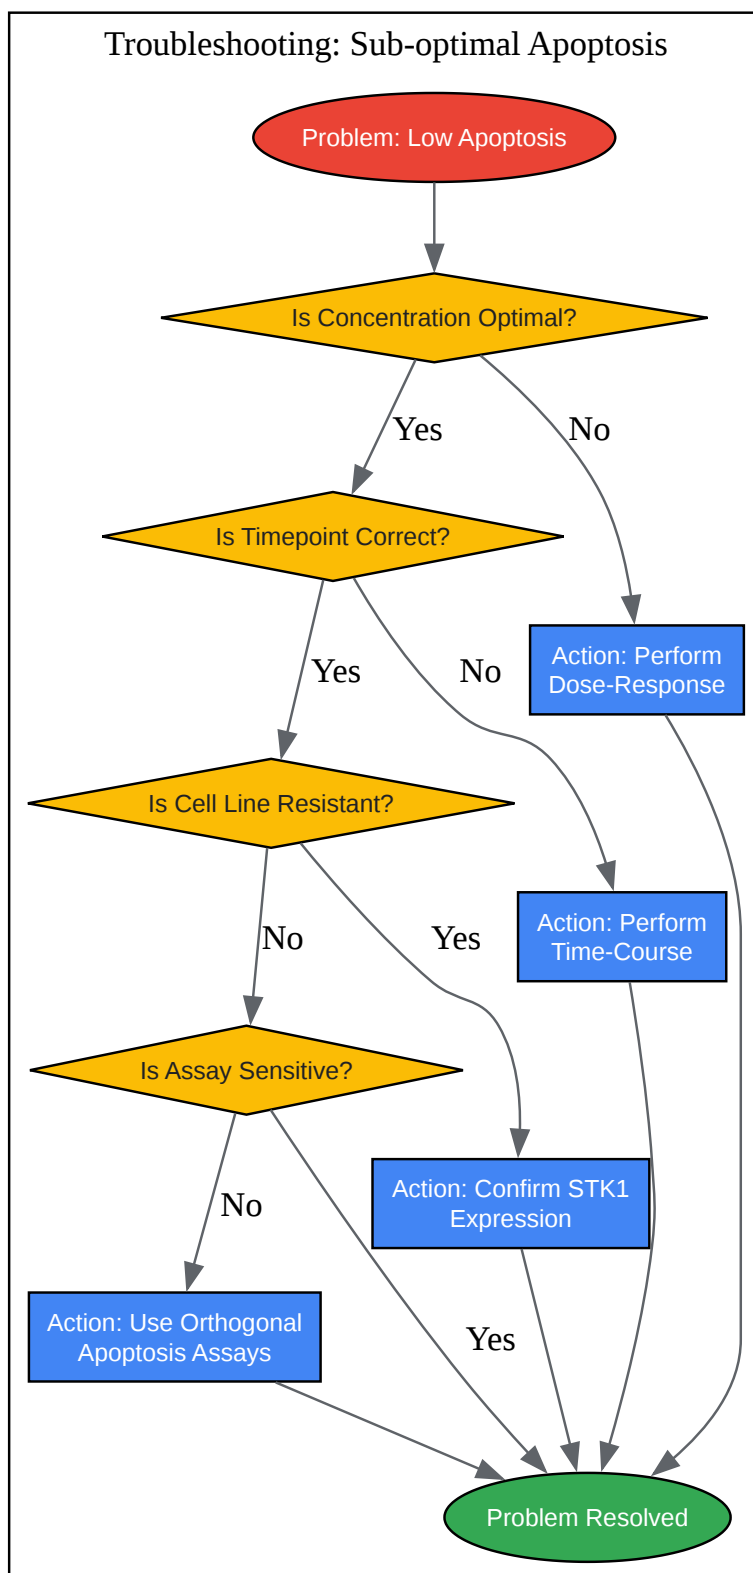 Troubleshooting: Sub-optimal Apoptosis
Problem: Low Apoptosis
Is Concentration Optimal?
Yes
No
Is Timepoint Correct?
Action: Perform
Dose-Response
Yes
No
Is Cell Line Resistant?
Action: Perform
Time-Course
No
Yes
Is Assay Sensitive?
Action: Confirm STK1
Expression
No
Action: Use Orthogonal
Apoptosis Assays
Yes
Problem Resolved